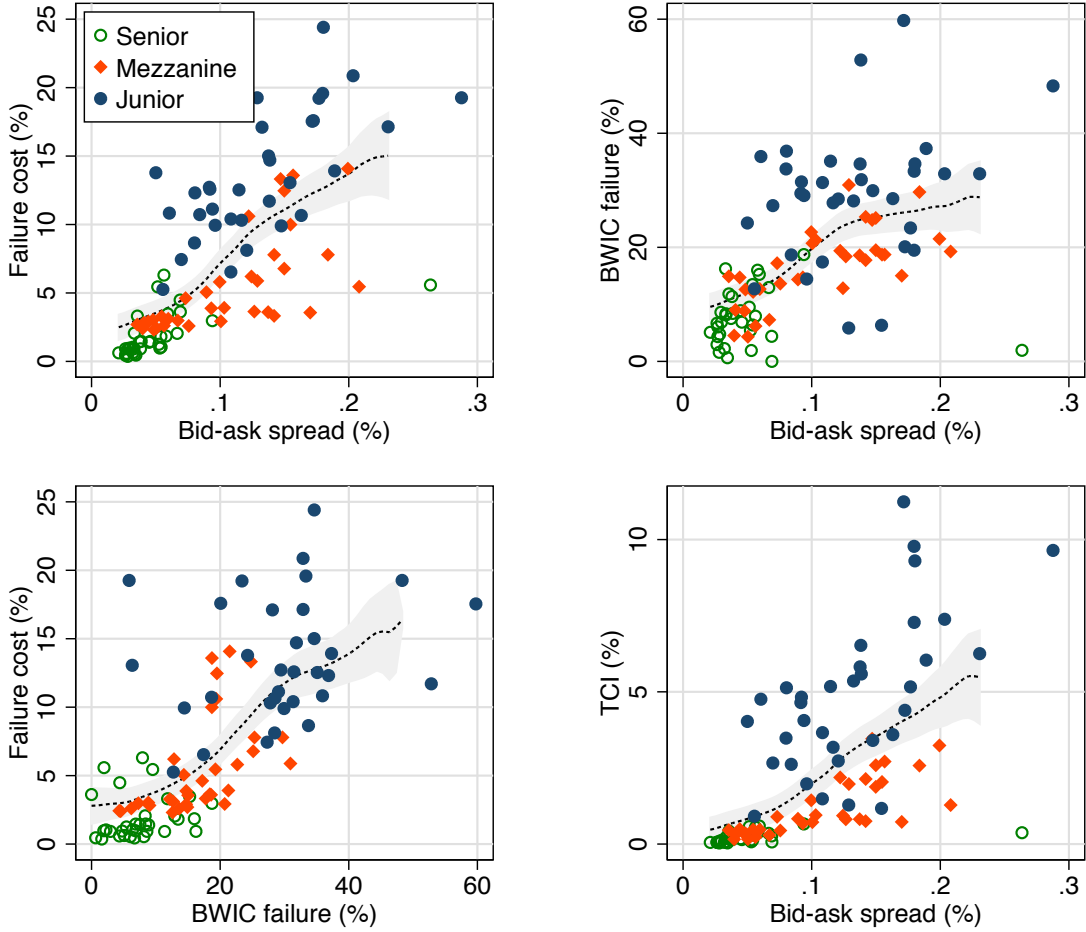 Failure cost (%)
25
20
15
10
5
0
Senior
Mezzanine
Junior
0 .1 .2 .3
Bid-ask spread (%)
BWIC failure (%)
60
40
20
0
0 .1 .2 .3
Bid-ask spread (%)
Failure cost (%)
25
20
15
10
5
0
0 20 40 60
BWIC failure (%)
TCI (%)
10
5
0
0 .1 .2 .3
Bid-ask spread (%)